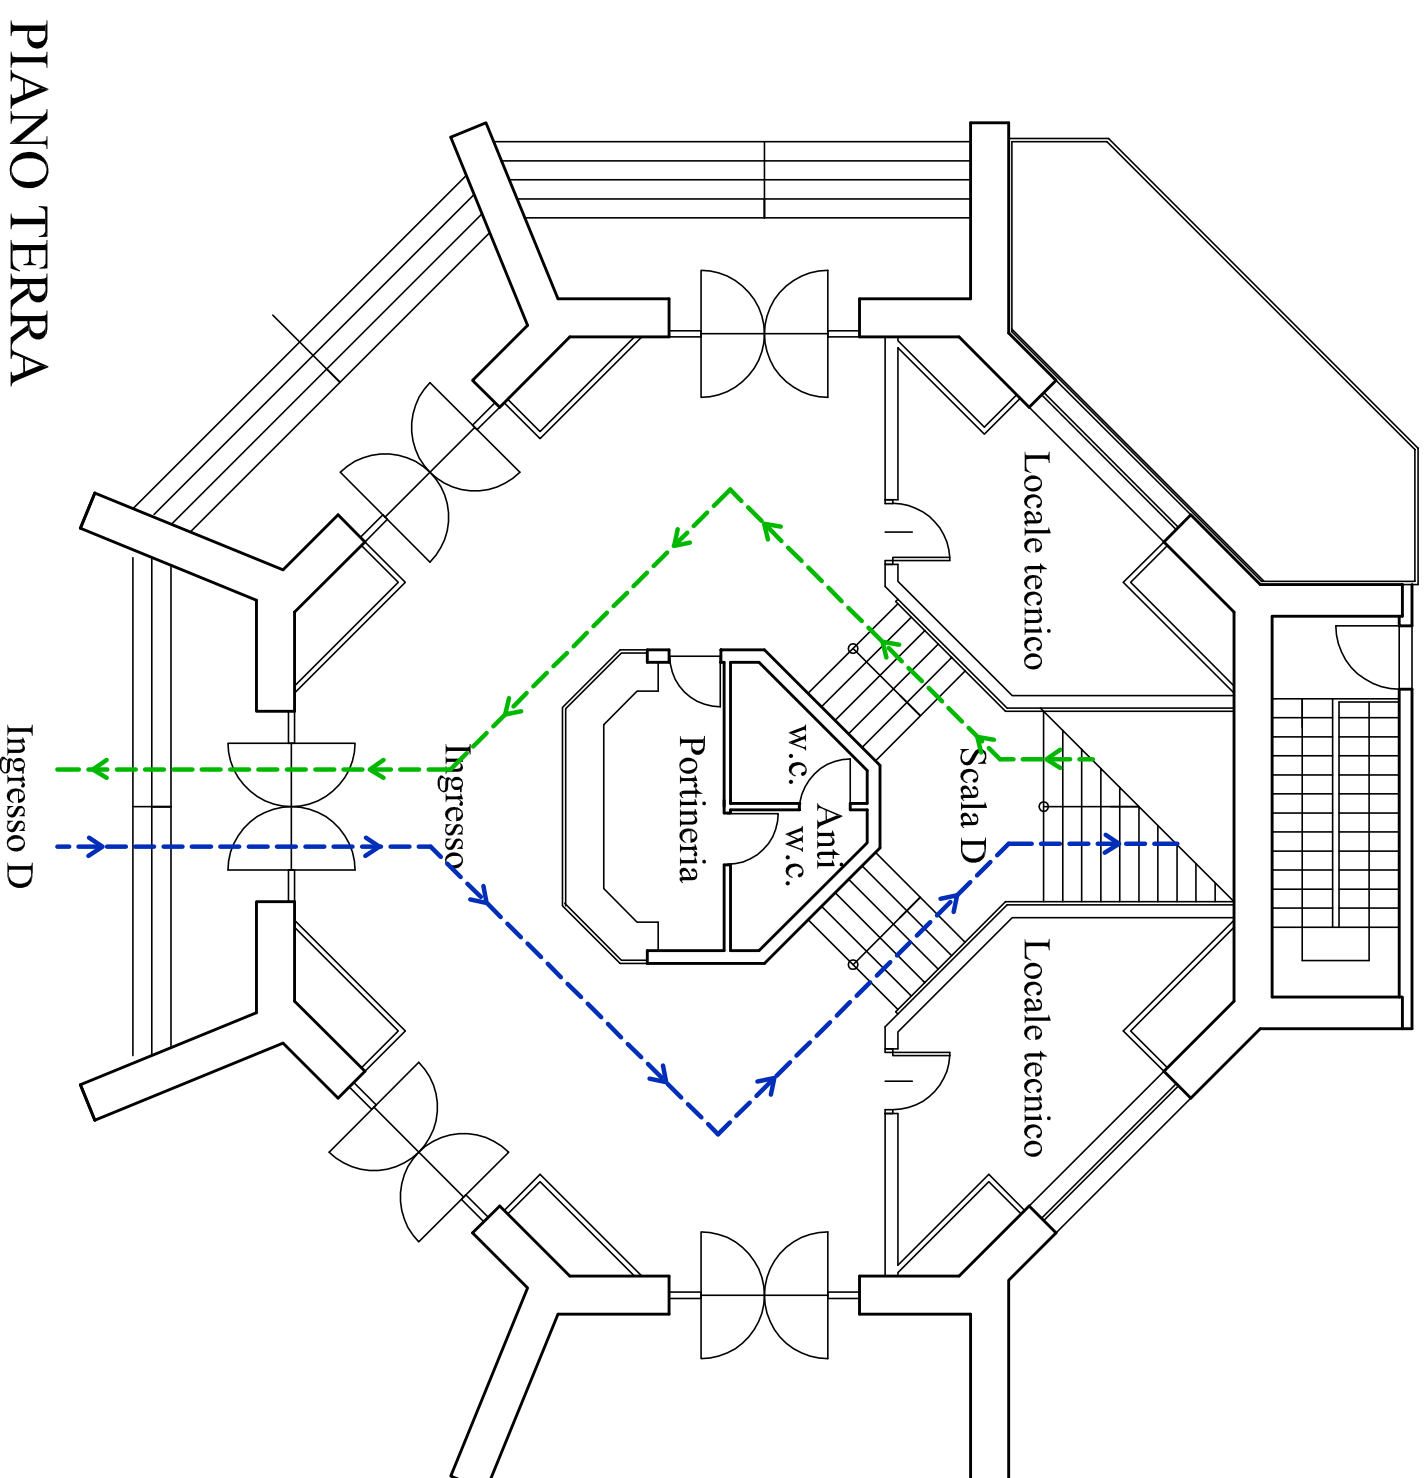 PIANO TERRA
Locale tecnico
Scala D
w.c.
Anti
w.c.
Portineria
Ingresso
Ingresso D
Locale tecnico